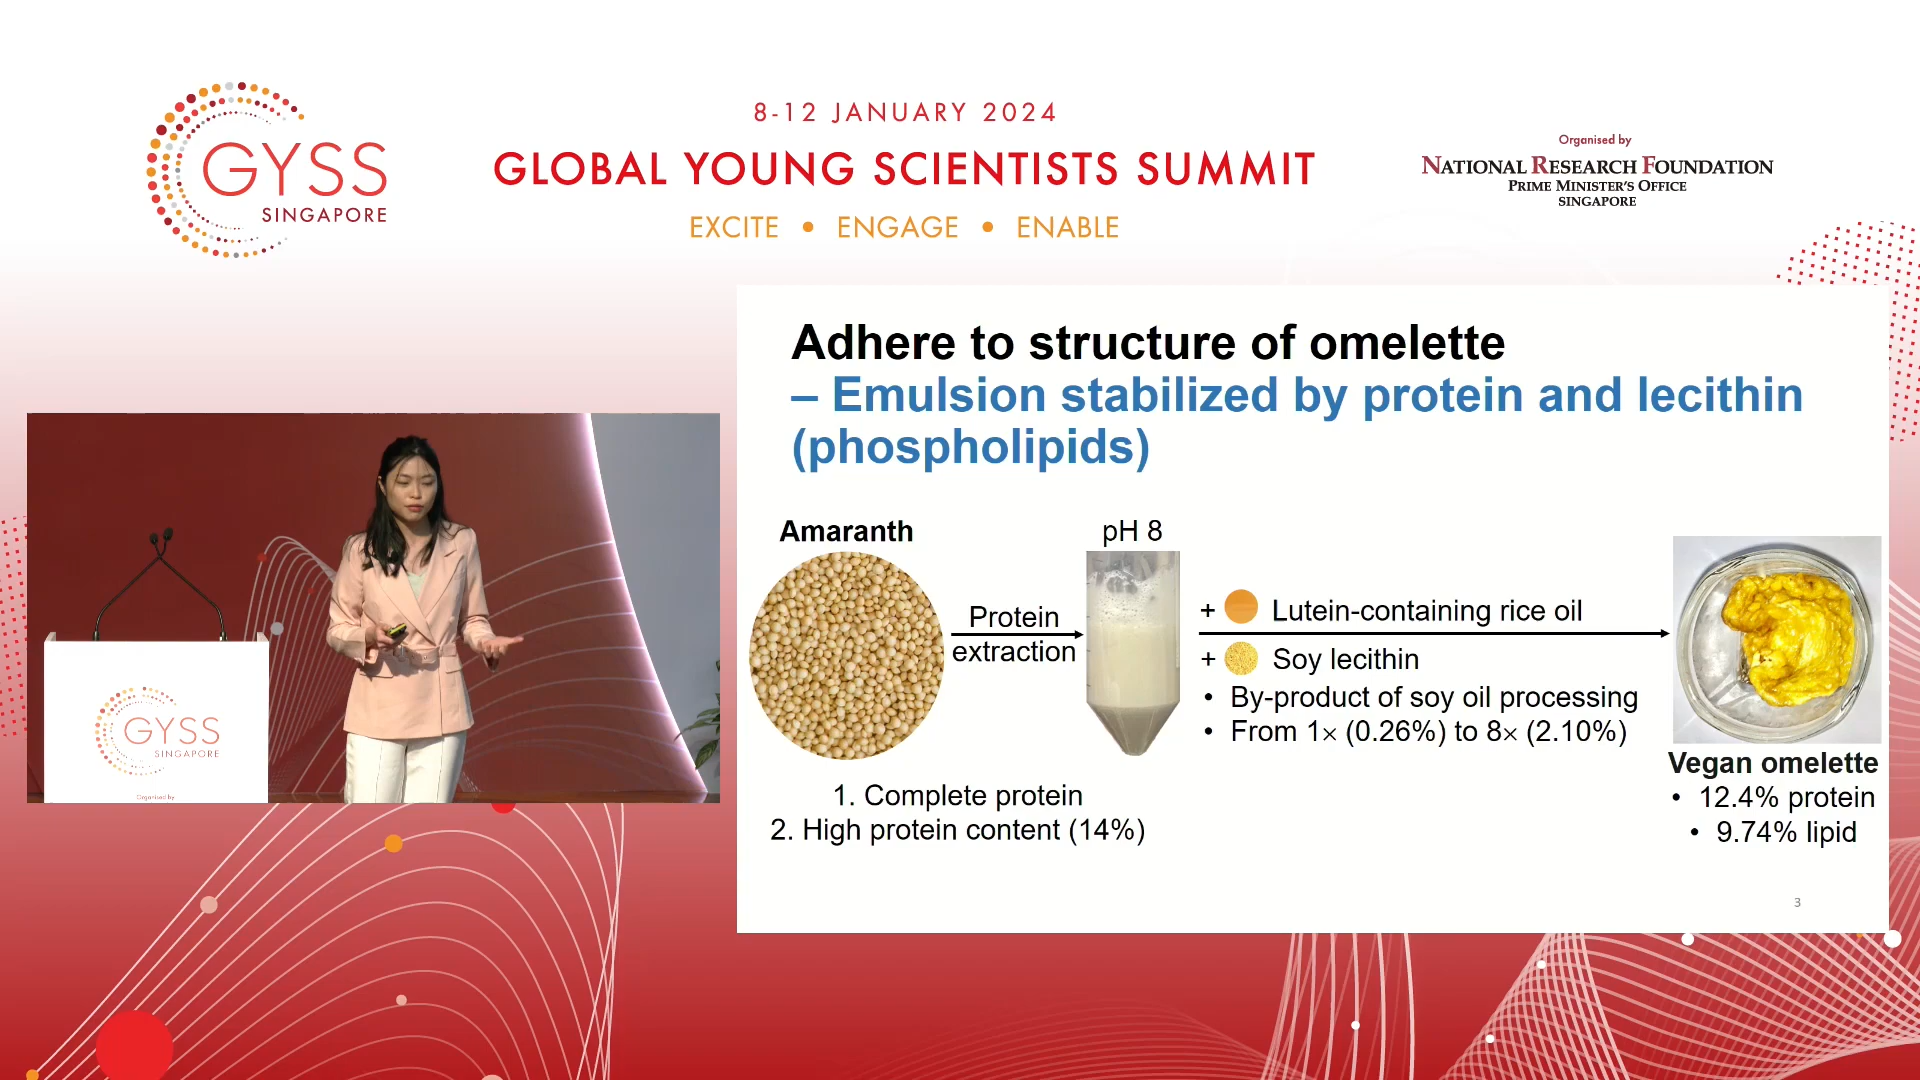 GYSS
SINGAPORE
8-12 JANUARY 2024
GLOBAL YOUNG SCIENTISTS SUMMIT
EXCITE • ENGAGE • ENABLE
Organised by
NATIONAL RESEARCH FOUNDATION
PRIME MINISTER'S OFFICE
SINGAPORE
Adhere to structure of omelette
– Emulsion stabilized by protein and lecithin
(phospholipids)
Amaranth
pH 8
Protein
extraction
+ Lutein-containing rice oil
+ Soy lecithin
• By-product of soy oil processing
• From 1× (0.26%) to 8× (2.10%)
1. Complete protein
2. High protein content (14%)
Vegan omelette
• 12.4% protein
• 9.74% lipid
3
GYSS
SINGAPORE
Organised by